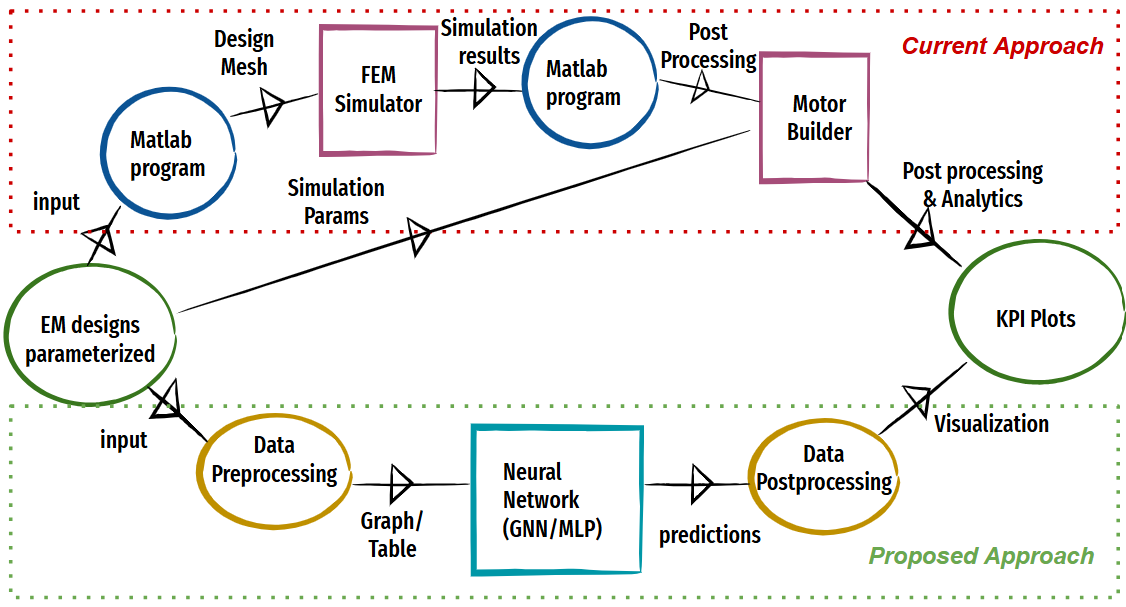 Current Approach
Design
Mesh
FEM
Simulator
Simulation
results
Matlab
program
Post
Processing
Motor
Builder
Matlab
program
input
Simulation
Params
Post processing
& Analytics
EM designs
parameterized
KPI Plots
input
Data
Preprocessing
Graph/
Table
Neural
Network
(GNN/MLP)
predictions
Data
Postprocessing
Visualization
Proposed Approach